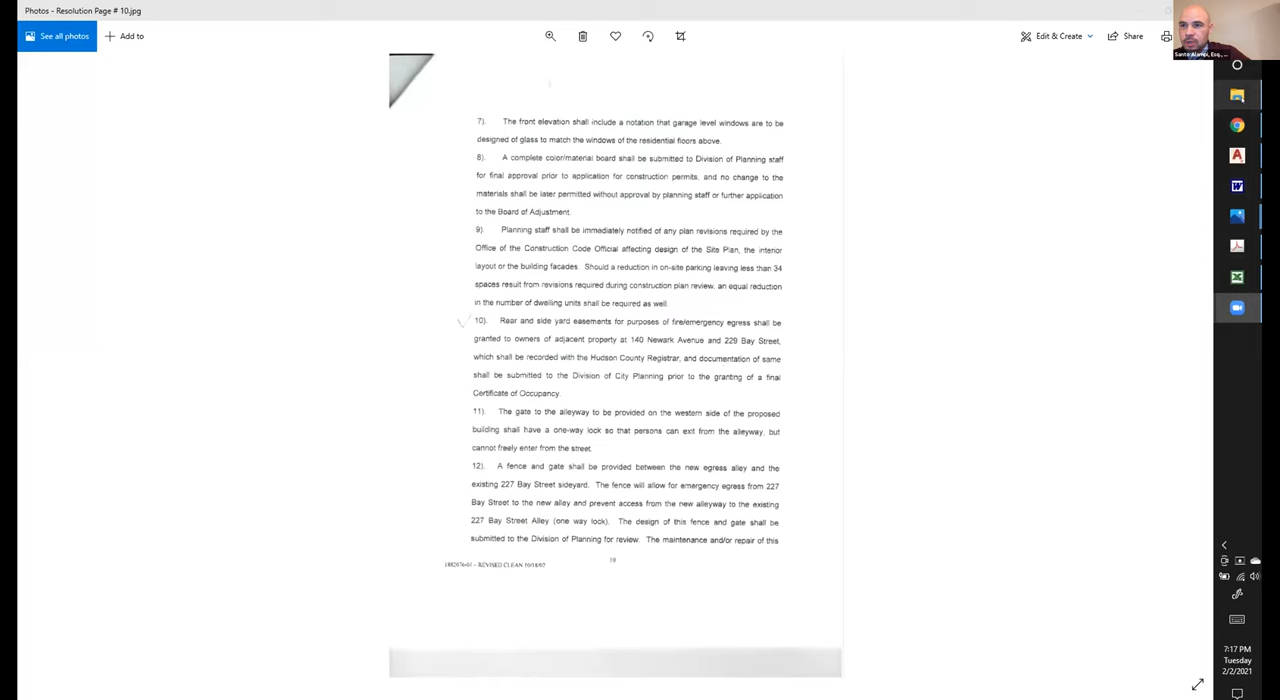 Photos - Resolution Page # 10.jpg
See all photos
Add to
Edit & Create
Share
Santo Alampi, Esq., ...
7). The front elevation shall include a notation that garage level windows are to be
designed of glass to match the windows of the residential floors above.
8). A complete color/material board shall be submitted to Division of Planning staff
for final approval prior to application for construction permits, and no change to the
materials shall be later permitted without approval by planning staff or further application
to the Board of Adjustment.
9). Planning staff shall be immediately notified of any plan revisions required by the
Office of the Construction Code Official affecting design of the Site Plan, the interior
layout or the building facades. Should a reduction in on-site parking leaving less than 34
spaces result from revisions required during construction plan review, an equal reduction
in the number of dwelling units shall be required as well.
10). Rear and side yard easements for purposes of fire/emergency egress shall be
granted to owners of adjacent property at 140 Newark Avenue and 229 Bay Street,
which shall be recorded with the Hudson County Registrar, and documentation of same
shall be submitted to the Division of City Planning prior to the granting of a final
Certificate of Occupancy.
11). The gate to the alleyway to be provided on the western side of the proposed
building shall have a one-way lock so that persons can exit from the alleyway, but
cannot freely enter from the street.
12). A fence and gate shall be provided between the new egress alley and the
existing 227 Bay Street sideyard. The fence will allow for emergency egress from 227
Bay Street to the new alley and prevent access from the new alleyway to the existing
227 Bay Street Alley (one way lock). The design of this fence and gate shall be
submitted to the Division of Planning for review. The maintenance and/or repair of this
10
1882676-01 - REVISED CLEAN 10/18/07
7:17 PM
Tuesday
2/2/2021